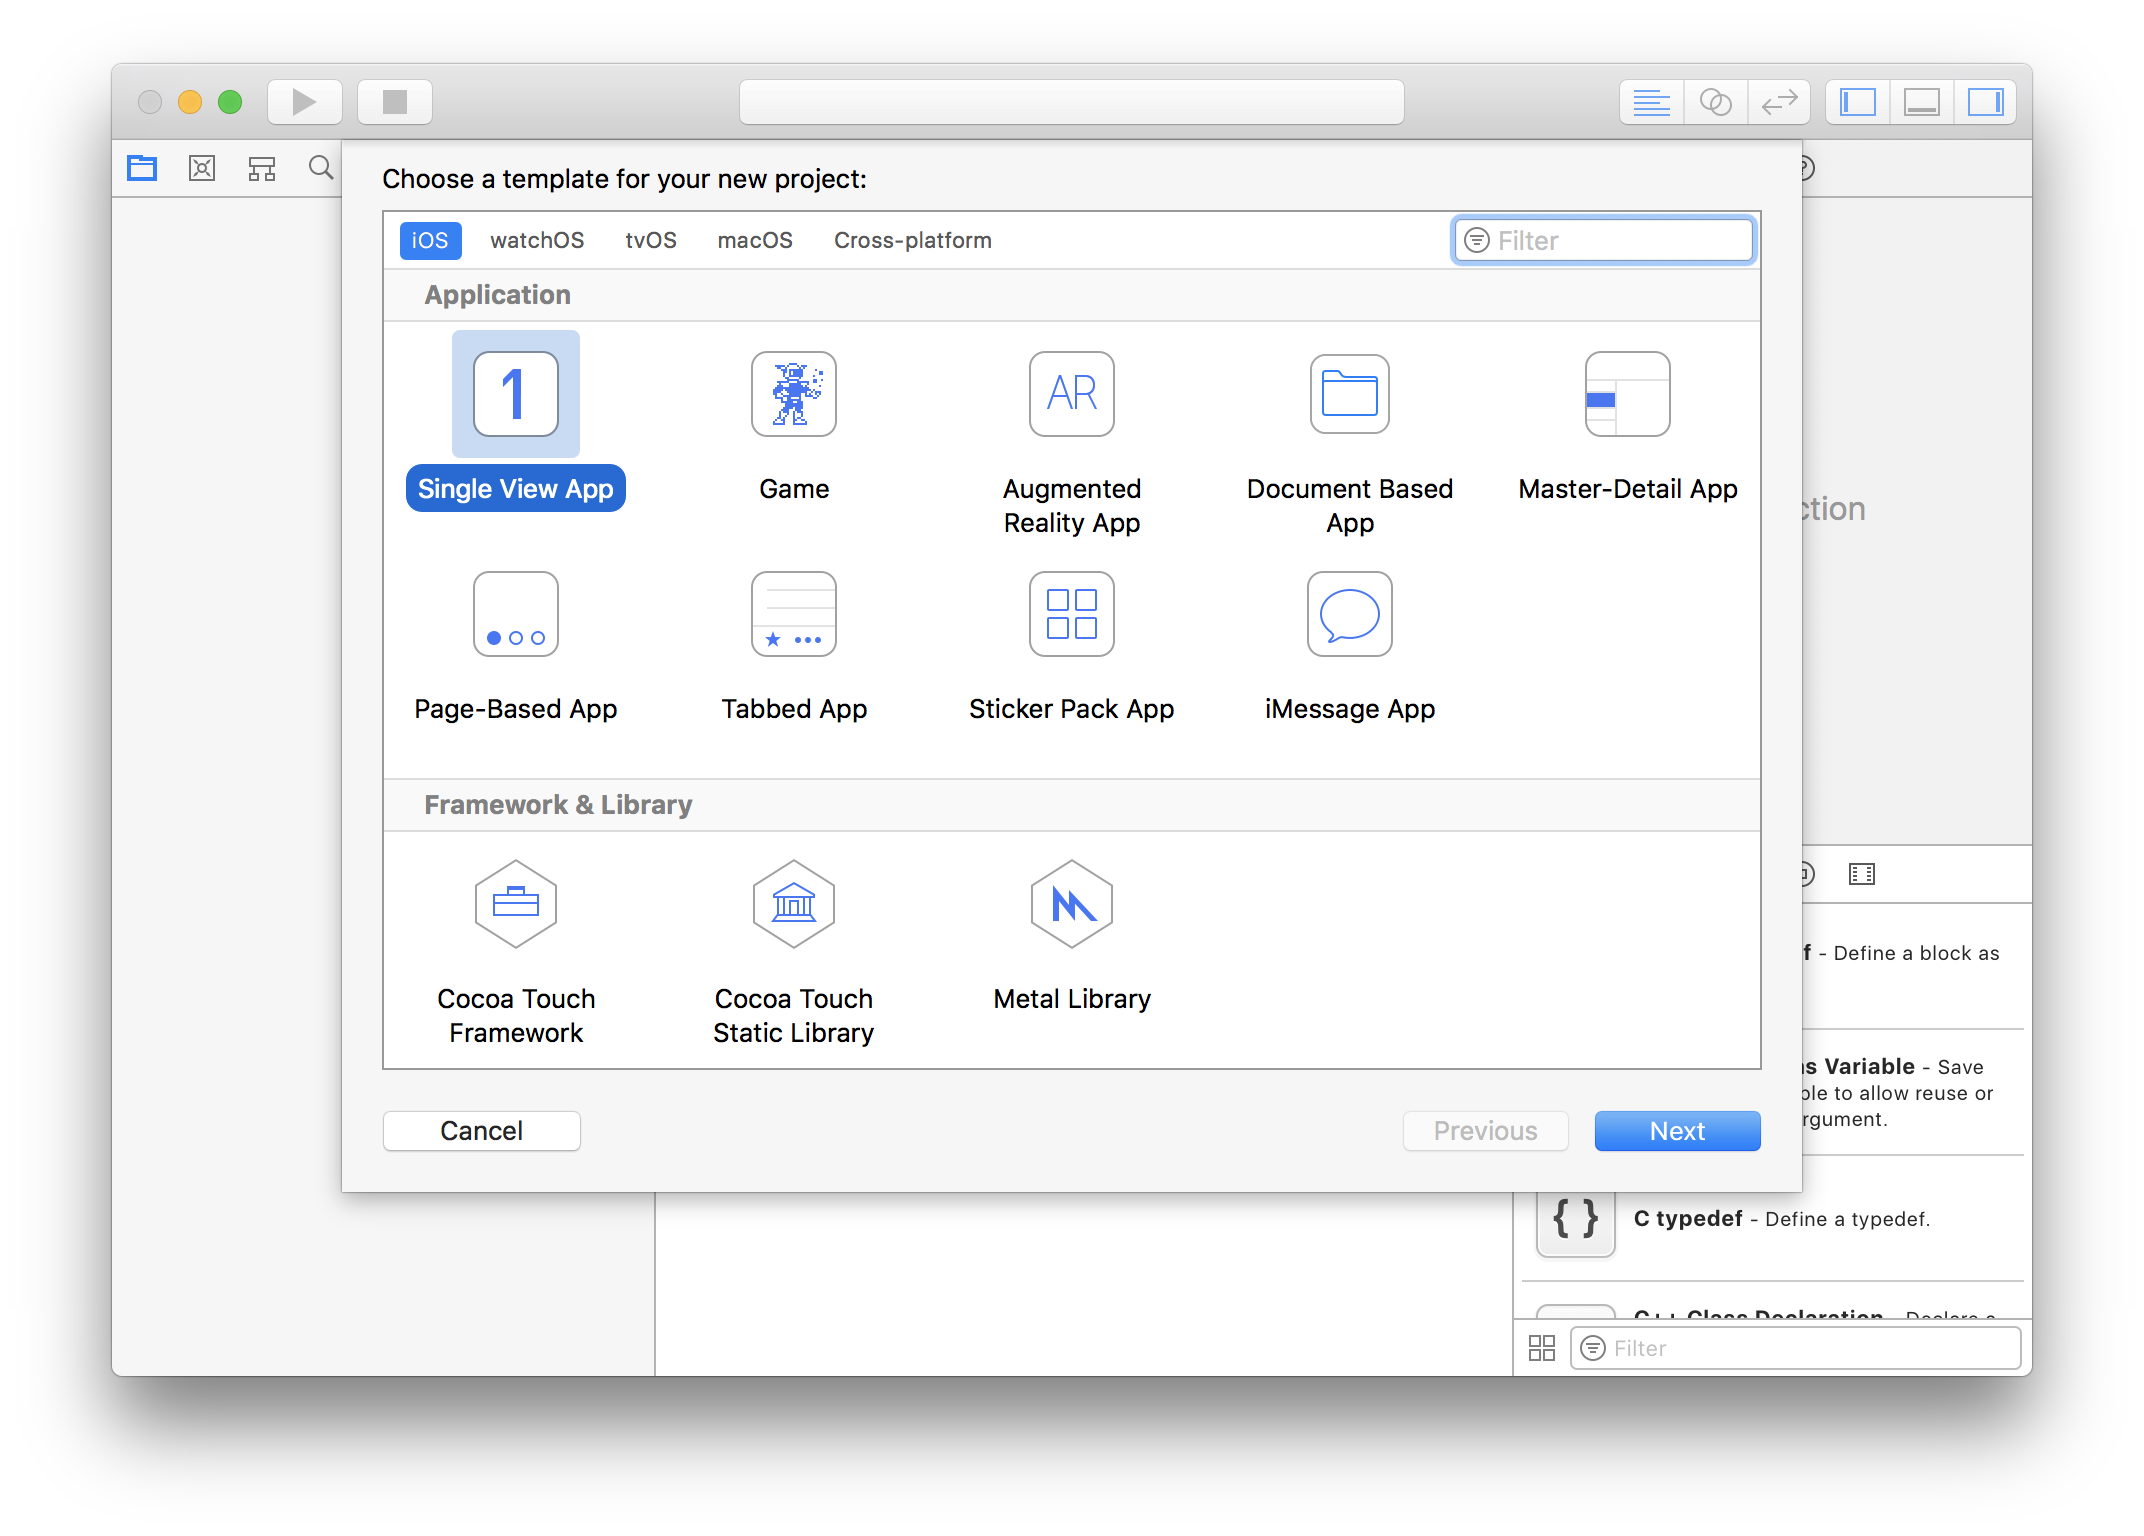 Choose a template for your new project:
iOS watchOS tvOS macOS Cross-platform Filter
Application
1
AR
Single View App Game Augmented Reality App Document Based App Master-Detail App
Page-Based App Tabbed App Sticker Pack App iMessage App
Framework & Library
Cocoa Touch Framework Cocoa Touch Static Library Metal Library
Cancel Previous Next
ction
f - Define a block as
as Variable - Save
ble to allow reuse or
rgument.
{ } C typedef - Define a typedef.
C++ Class Declaration - Declare a
Filter